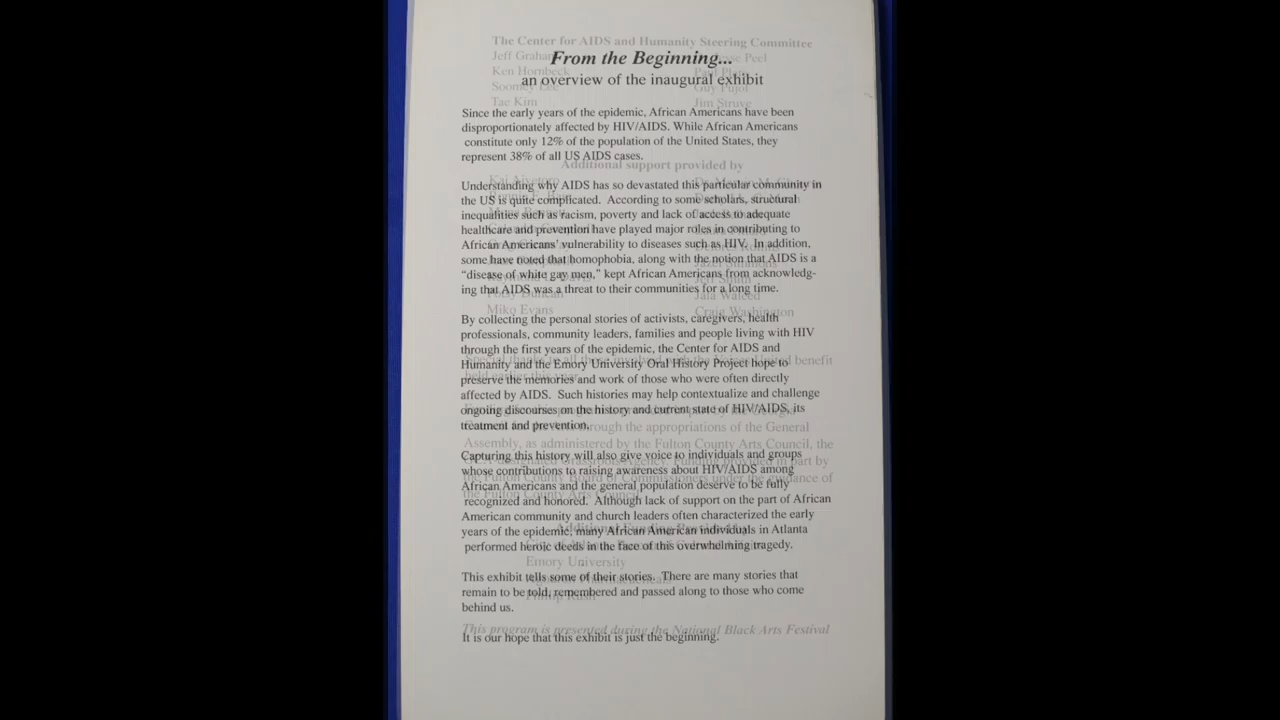 The Center for AIDS and Humanity Steering Committee
From the Beginning...
an overview of the inaugural exhibit
Jeff Graham
Peel
Ken Hornbeck
Soomey Lee
Guy Pujol
Tae Kim
Jim Struve
Since the early years of the epidemic, African Americans have been
disproportionately affected by HIV/AIDS. While African Americans
constitute only 12% of the population of the United States, they
represent 38% of all US AIDS cases.
Additional support provided by
Understanding why AIDS has so devastated this particular community in
the US is quite complicated. According to some scholars, structural
inequalities such as racism, poverty and lack of access to adequate
healthcare and prevention have played major roles in contributing to
African Americans' vulnerability to diseases such as HIV. In addition,
some have noted that homophobia, along with the notion that AIDS is a
"disease of white gay men," kept African Americans from acknowledg-
ing that AIDS was a threat to their communities for a long time.
Jeff Smith
Duncan
Jala Waleed
Miko Evans
Craig Washington
By collecting the personal stories of activists, caregivers, health
professionals, community leaders, families and people living with HIV
through the first years of the epidemic, the Center for AIDS and
Humanity and the Emory University Oral History Project hope to
preserve the memories and work of those who were often directly
affected by AIDS. Such histories may help contextualize and challenge
ongoing discourses on the history and current state of HIV/AIDS, its
treatment and prevention.
benefit
through the appropriations of the General
Assembly, as administered by the Fulton County Arts Council, the
Capturing this history will also give voice to individuals and groups
whose contributions to raising awareness about HIV/AIDS among
African Americans and the general population deserve to be fully
recognized and honored. Although lack of support on the part of African
American community and church leaders often characterized the early
years of the epidemic, many African American individuals in Atlanta
performed heroic deeds in the face of this overwhelming tragedy.
Emory University
This exhibit tells some of their stories. There are many stories that
remain to be told, remembered and passed along to those who come
behind us.
This program is presented during the National Black Arts Festival
It is our hope that this exhibit is just the beginning.